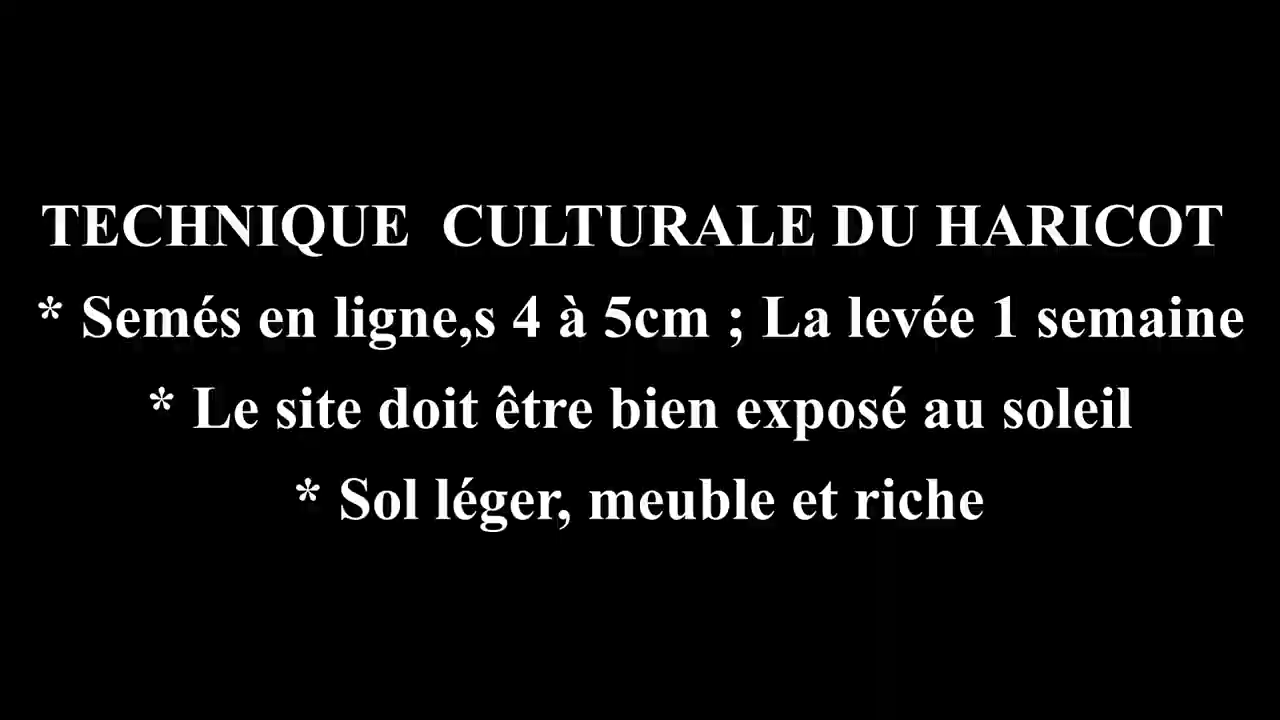 TECHNIQUE CULTURALE DU HARICOT
* Semés en ligne,s 4 à 5cm ; La levée 1 semaine
* Le site doit être bien exposé au soleil
* Sol léger, meuble et riche